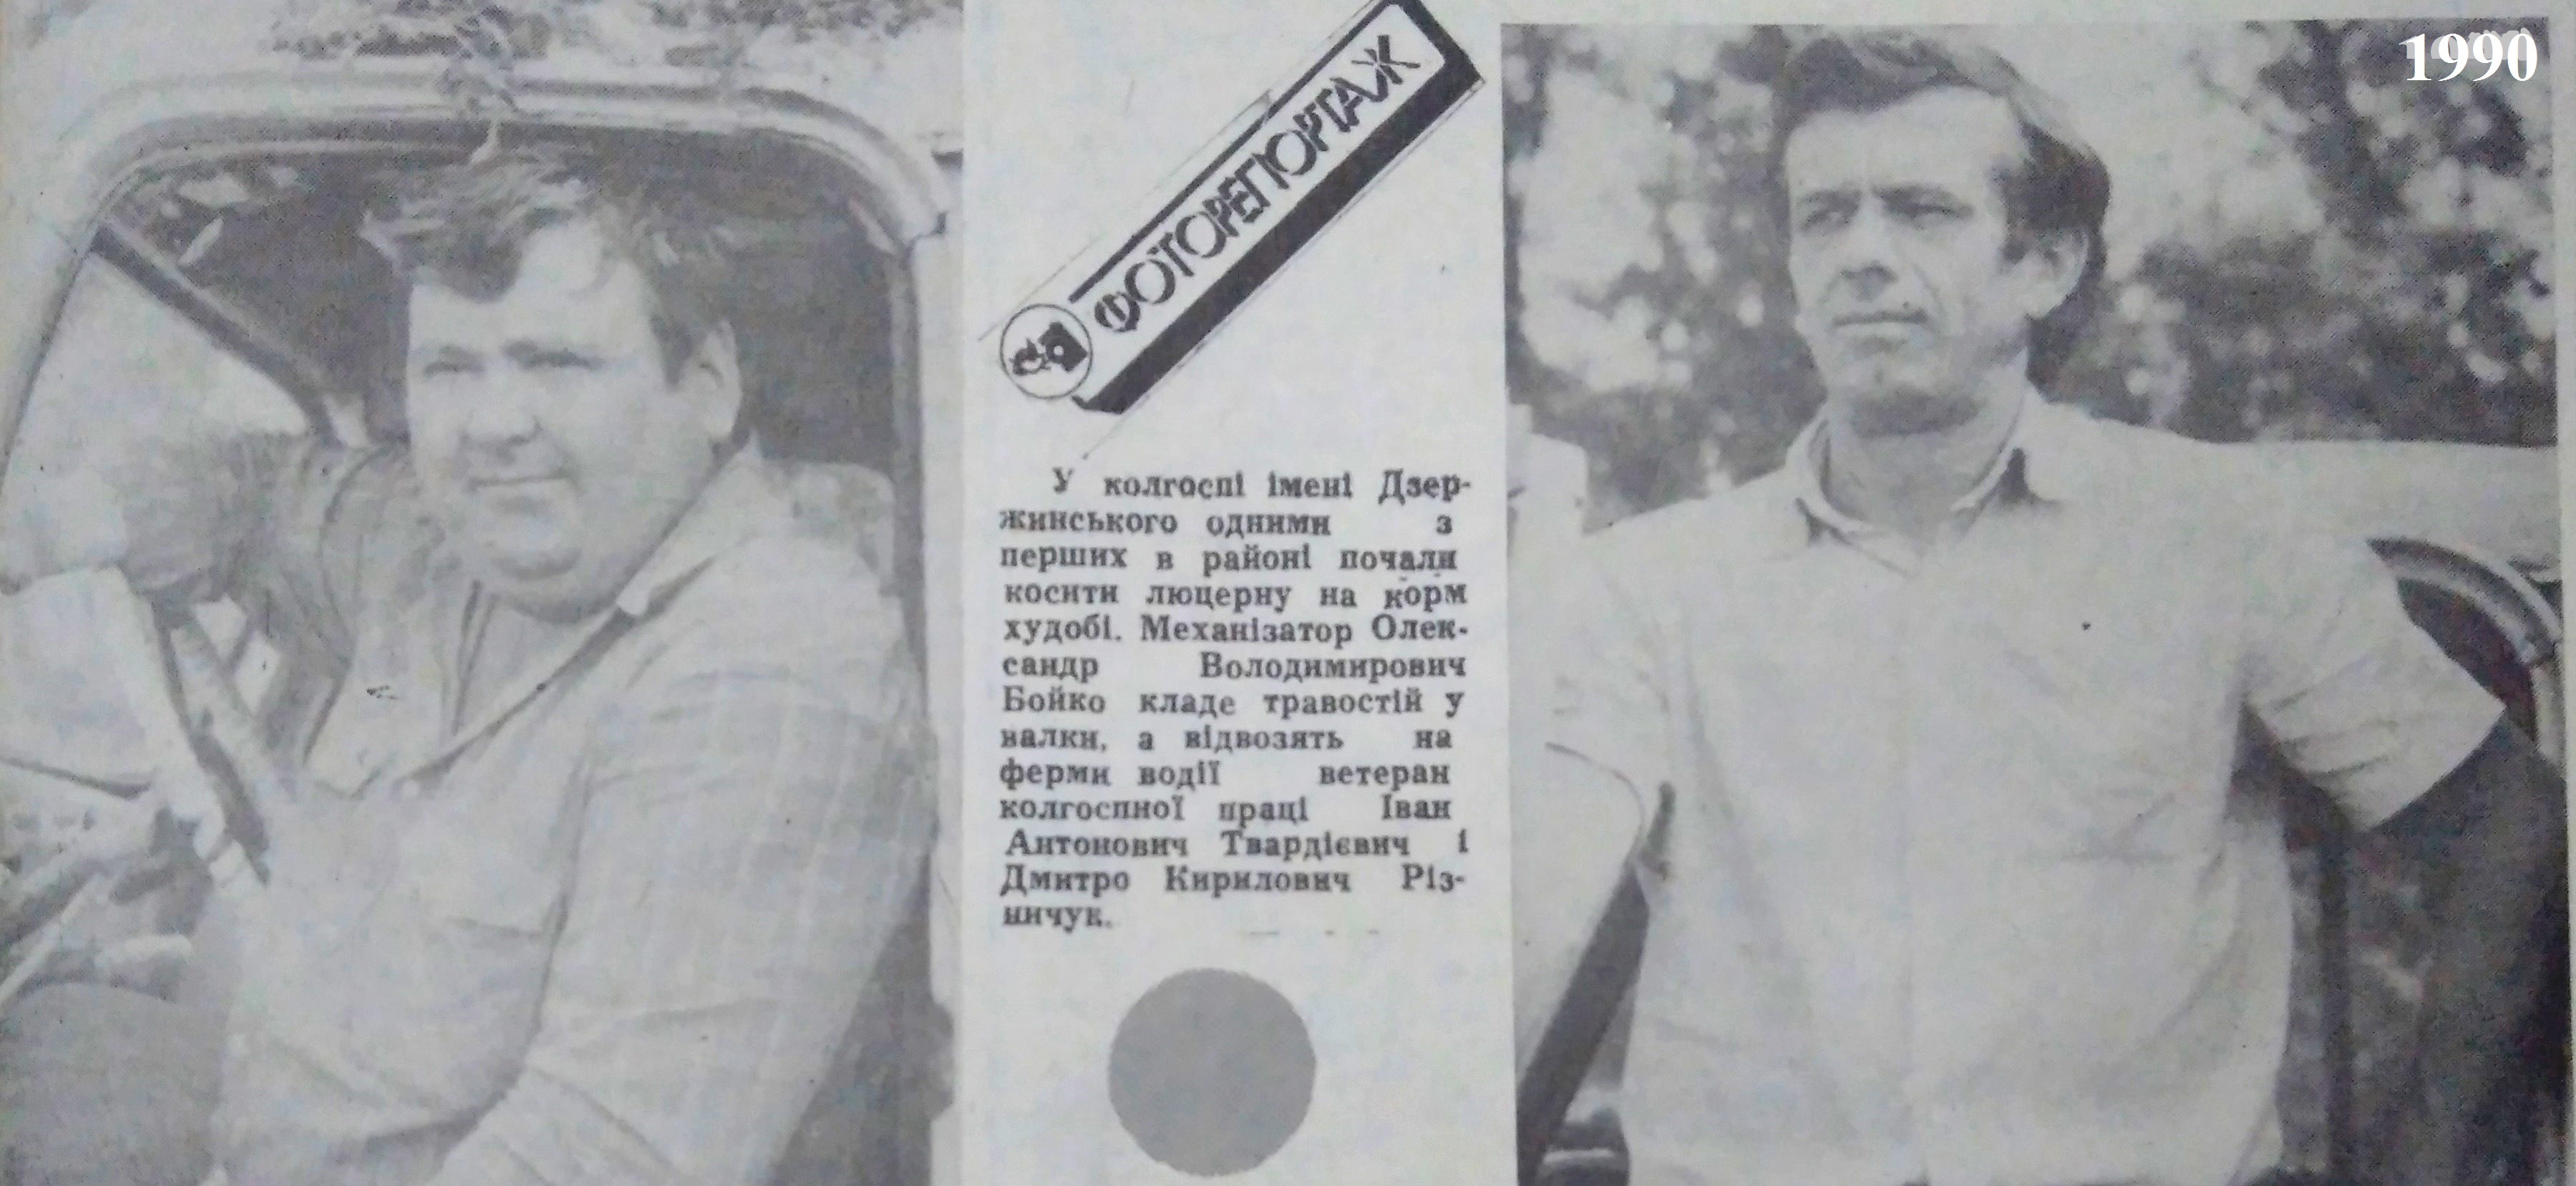 ФОТОРЕПОРТАЖ
1990
У колгоспі імені Дзер-
жинського одними з
перших в районі почали
косити люцерну на корм
худобі. Механізатор Олек-
сандр Володимирович
Бойко кладе травостій у
валки, а відвозять на
ферми водії ветеран
колгоспної праці Іван
Антонович Твардієвич і
Дмитро Кирилович Різ-
ничук.